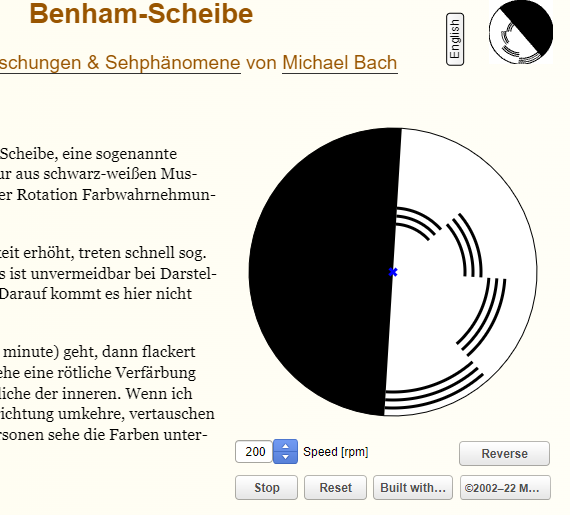 Benham-Scheibe
English
schungen & Sehphänomene von Michael Bach
Scheibe, eine sogenannte
ur aus schwarz-weißen Mus-
er Rotation Farbwahrnehmun-
eit erhöht, treten schnell sog.
s ist unvermeidbar bei Darstel-
Darauf kommt es hier nicht
minute) geht, dann flackert
ehe eine rötliche Verfärbung
liche der inneren. Wenn ich
ichtung umkehre, vertauschen
rsonen sehe die Farben unter-
200 Speed [rpm]
Reverse
Stop Reset Built with… ©2002–22 M…